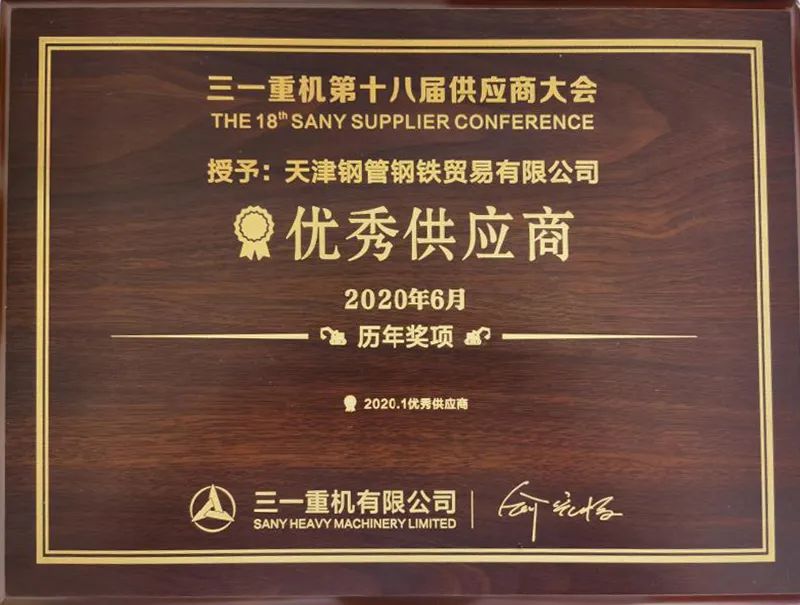 三一重机第十八届供应商大会
THE 18th SANY SUPPLIER CONFERENCE
授予：天津钢管钢铁贸易有限公司
优秀供应商
2020年6月
历年奖项
2020.1优秀供应商
三一重机有限公司
SANY HEAVY MACHINERY LIMITED